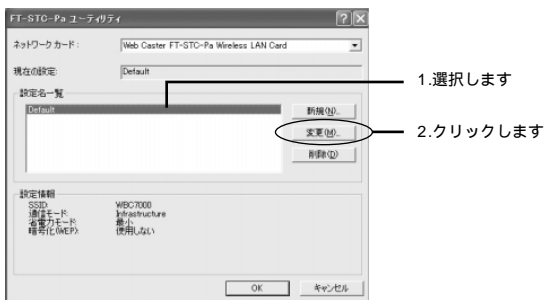 FT-STC-Pa ユーティリティ
ネットワーク カード:
Web Caster FT-STC-Pa Wireless LAN Card
現在の設定:
Default
設定名一覧
Default
1.選択します
新規(N)...
変更(M)...
2.クリックします
削除(D)
設定情報
SSID: WBC7000
通信モード: Infrastructure
省電力モード: 最小
暗号化(WEP): 使用しない
OK
キャンセル